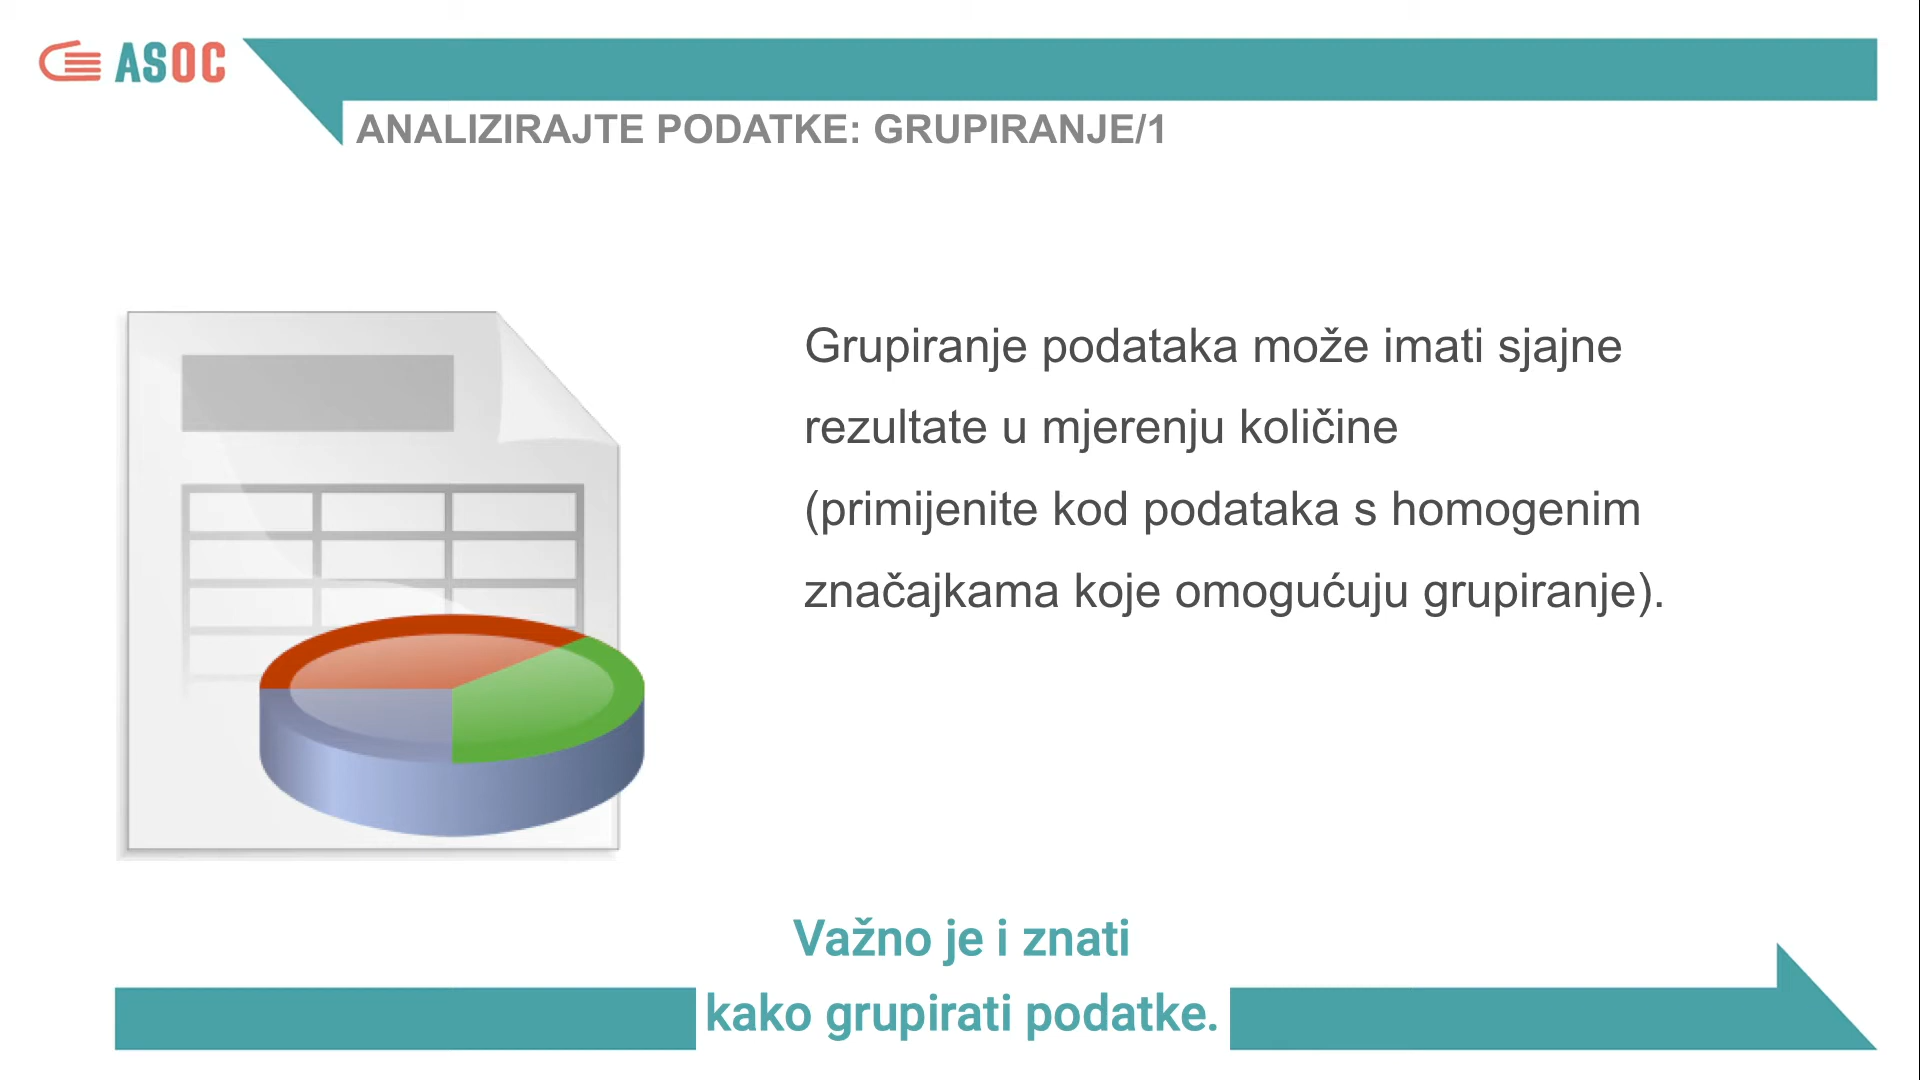 ASOC
ANALIZIRAJTE PODATKE: GRUPIRANJE/1
Grupiranje podataka može imati sjajne
rezultate u mjerenju količine
(primijenite kod podataka s homogenim
značajkama koje omogućuju grupiranje).
Važno je i znati
kako grupirati podatke.